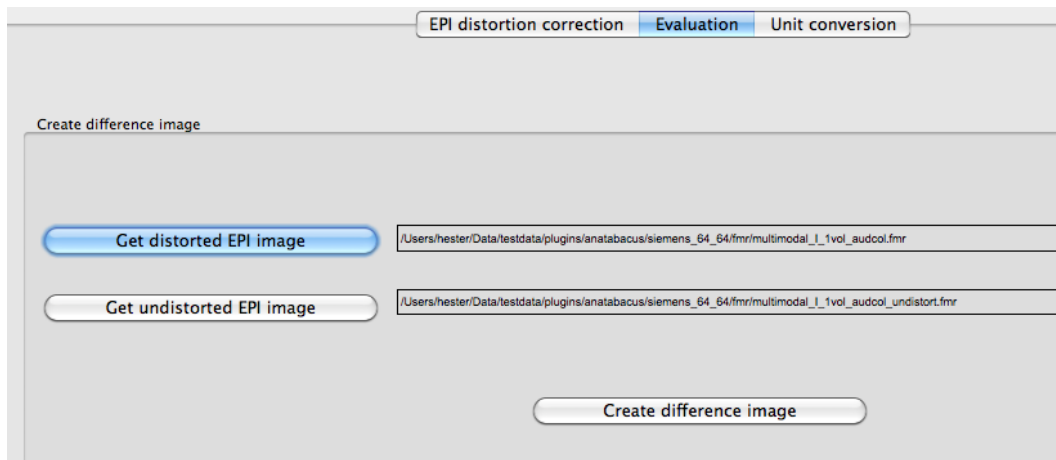 EPI distortion correction Evaluation Unit conversion
Create difference image
Get distorted EPI image /Users/hester/Data/testdata/plugins/anatabacus/siemens_64_64/fmr/multimodal_I_1vol_audcol.fmr
Get undistorted EPI image /Users/hester/Data/testdata/plugins/anatabacus/siemens_64_64/fmr/multimodal_I_1vol_audcol_undistort.fmr
Create difference image